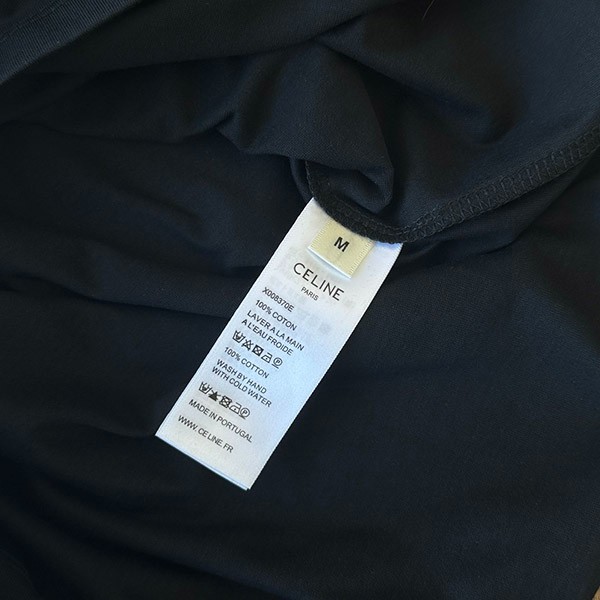 M
CELINE
PARIS
X008370E
100% COTON
LAVER A LA MAIN
A L'EAU FROIDE
100% COTTON
WASH BY HAND
WITH COLD WATER
MADE IN PORTUGAL
WWW.CELINE.FR